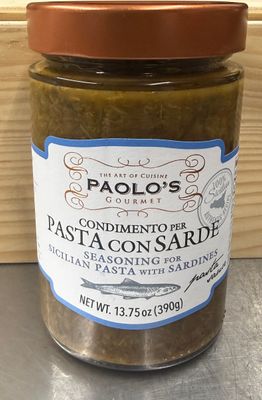 THE ART OF CUISINE
PAOLO'S
GOURMET
CONDIMENTO PER
PASTA CON SARDE
SEASONING FOR
SICILIAN PASTA WITH SARDINES
pasta
NET WT. 13.75 oz (390g)